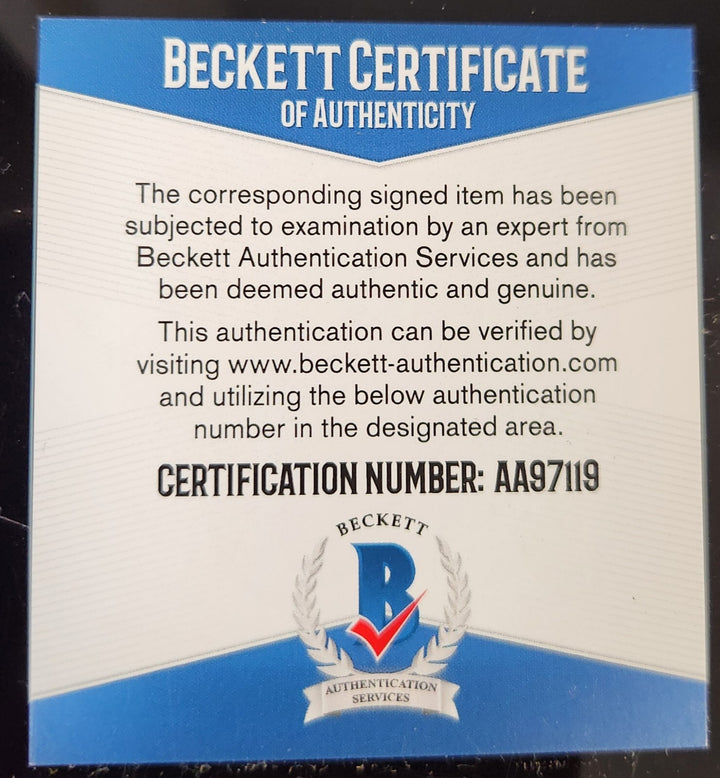 BECKETT CERTIFICATE
OF AUTHENTICITY
The corresponding signed item has been
subjected to examination by an expert from
Beckett Authentication Services and has
been deemed authentic and genuine.
This authentication can be verified by
visiting www.beckett-authentication.com
and utilizing the below authentication
number in the designated area.
CERTIFICATION NUMBER: AA97119
BECKETT
B
AUTHENTICATION
SERVICES